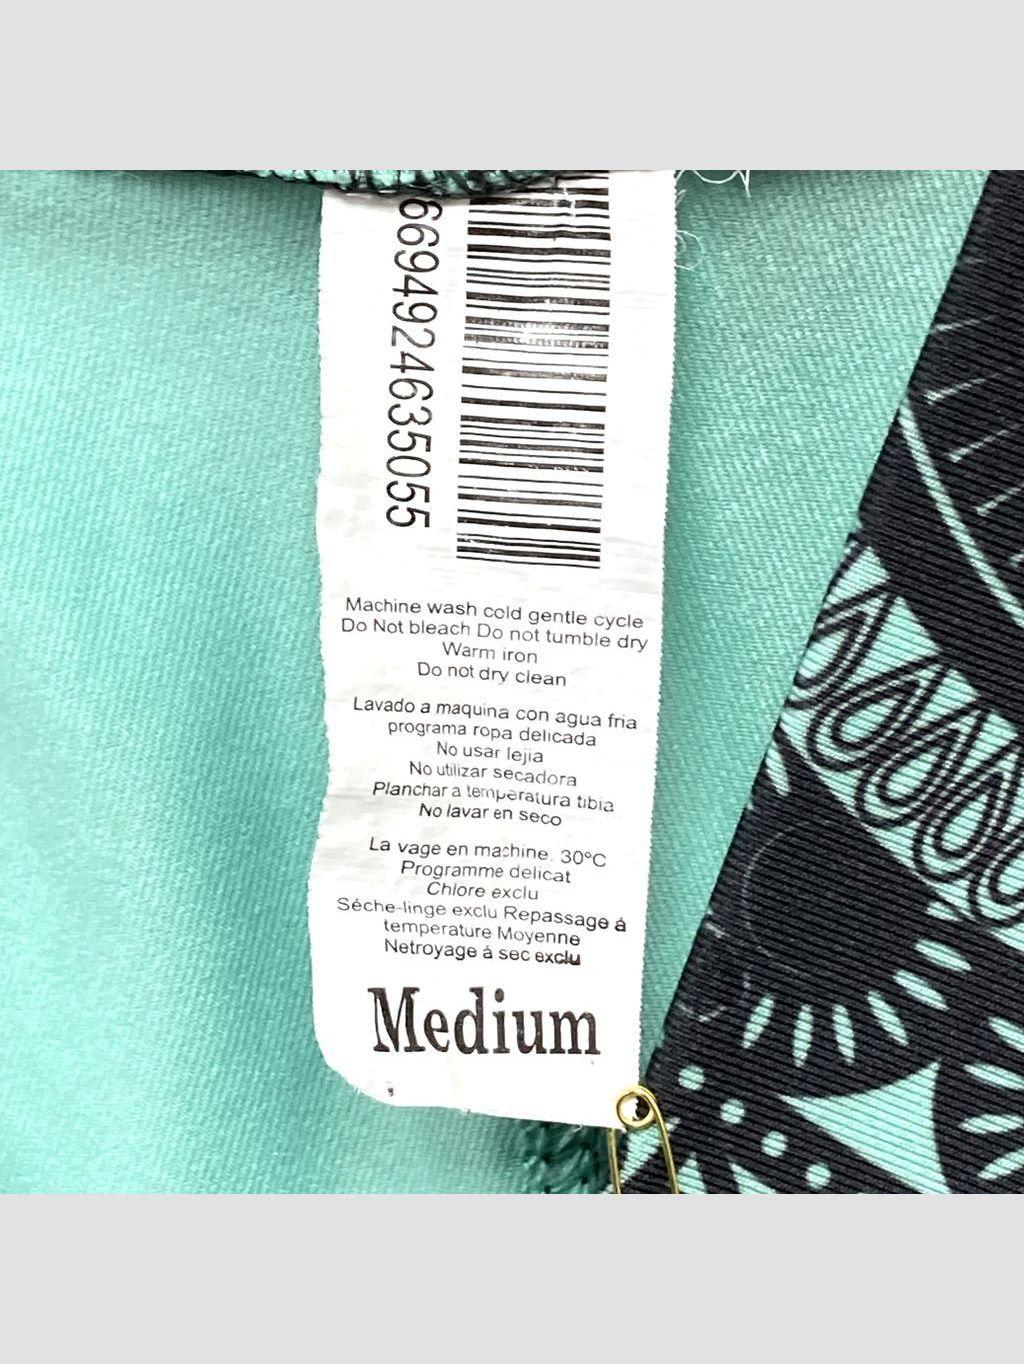 669492463505​5
Machine wash cold gentle cycle
Do Not bleach Do not tumble dry
Warm iron
Do not dry clean
Lavado a maquina con agua fria
programa ropa delicada
No usar lejia
No utilizar secadora
Planchar a temperatura tibia
No lavar en seco
La vage en machine. 30ºC
Programme delicat
Chlore exclu
Séche-linge exclu Repassage á
temperature Moyenne
Netroyage á sec exclu
Medium